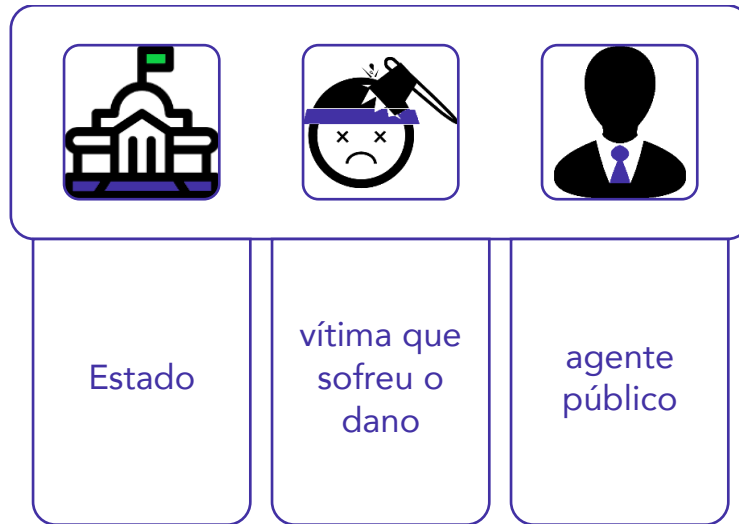 Estado
vítima que
sofreu o
dano
agente
público